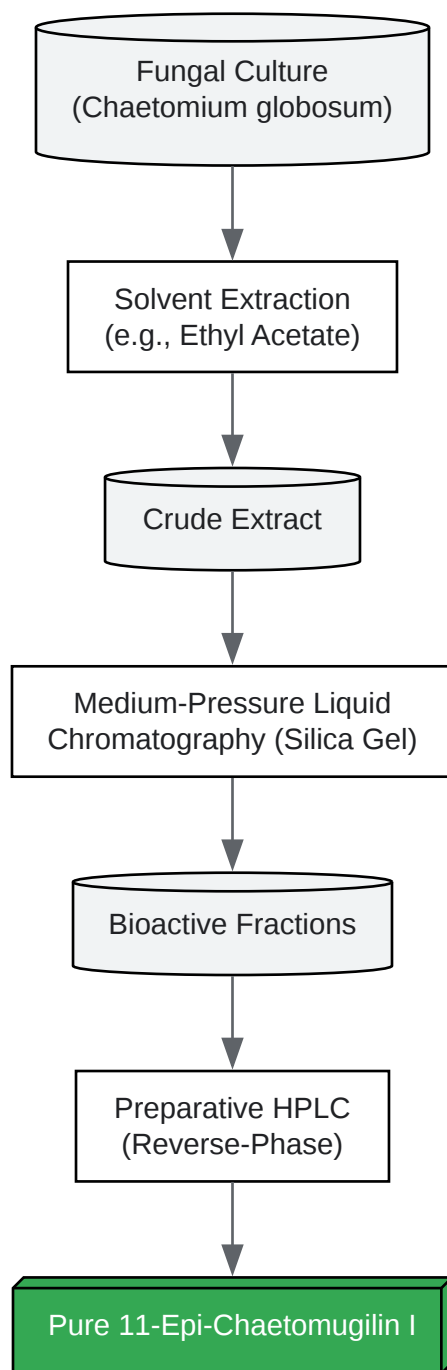 Fungal Culture
(Chaetomium globosum)
Solvent Extraction
(e.g., Ethyl Acetate)
Crude Extract
Medium-Pressure Liquid
Chromatography (Silica Gel)
Bioactive Fractions
Preparative HPLC
(Reverse-Phase)
Pure 11-Epi-Chaetomugilin I